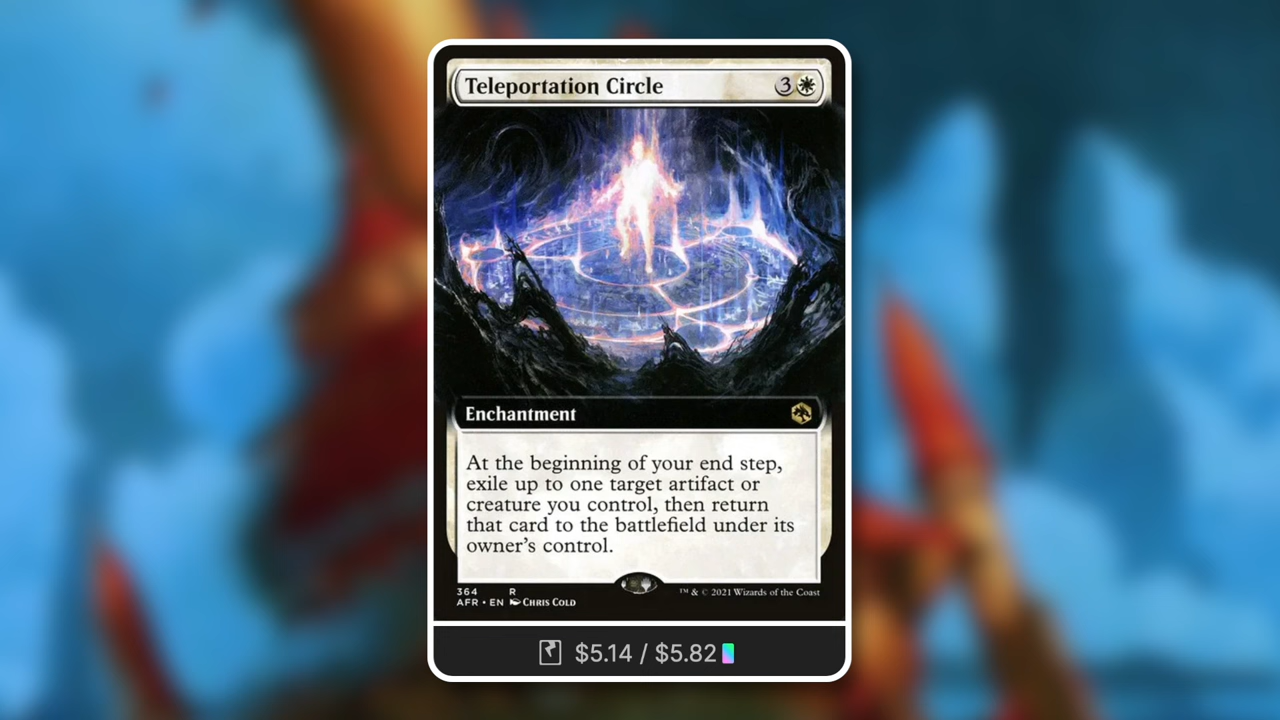 Teleportation Circle 3
Enchantment
At the beginning of your end step,
exile up to one target artifact or
creature you control, then return
that card to the battlefield under its
owner's control.
364 R
AFR • EN CHRIS COLD
™ & © 2021 Wizards of the Coast
$5.14 / $5.82